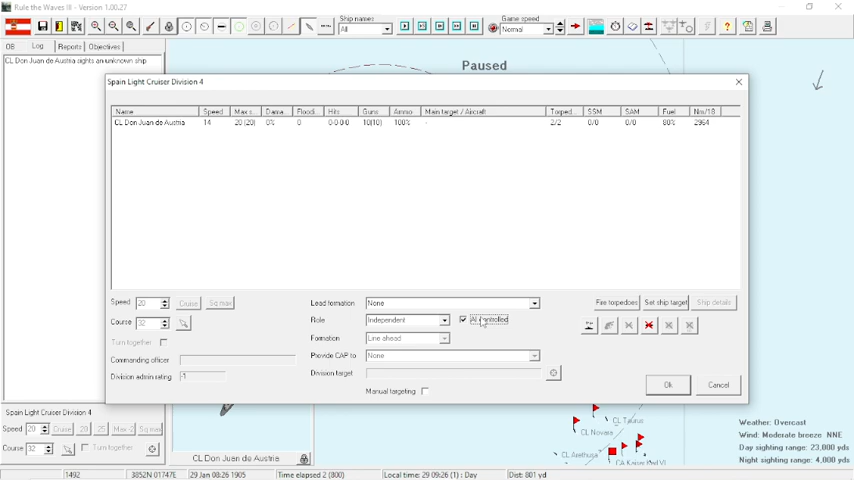 Rule the Waves III - Version 1.00.27
Ship names:
All
Game speed
Normal
OB Log Reports Objectives
CL Don Juan de Austria sights an unknown ship
Paused
Spain Light Cruiser Division 4
Name Speed Max s... Dama... Floodi... Hits Guns Ammo Main target / Aircraft Torped... SSM SAM Fuel Nm/18
CL Don Juan de Austria 14 20 (20) 0% 0 0-0-0-0 10(10) 100% - 2/2 0/0 0/0 80% 2964
Speed 20 Cruise Sq max
Course 32
Turn together
Commanding officer
Division admin rating -1
Lead formation None
Role Independent AI controlled
Formation Line ahead
Provide CAP to None
Division target
Manual targeting
Fire torpedoes Set ship target Ship details
Ok Cancel
Spain Light Cruiser Division 4
Speed 20 Cruise 20 25 Max -2 Sq max
Course 32 Turn together
CL Don Juan de Austria
CL Taurus
CL Novara
CL Arethusa
CA Kaiser Karl VI
Weather: Overcast
Wind: Moderate breeze NNE
Day sighting range: 23,000 yds
Night sighting range: 4,000 yds
1492 3852N 01747E 29 Jan 08:26 1905 Time elapsed 2 (800) Local time: 29 09:26 (1) : Day Dist: 801 yd